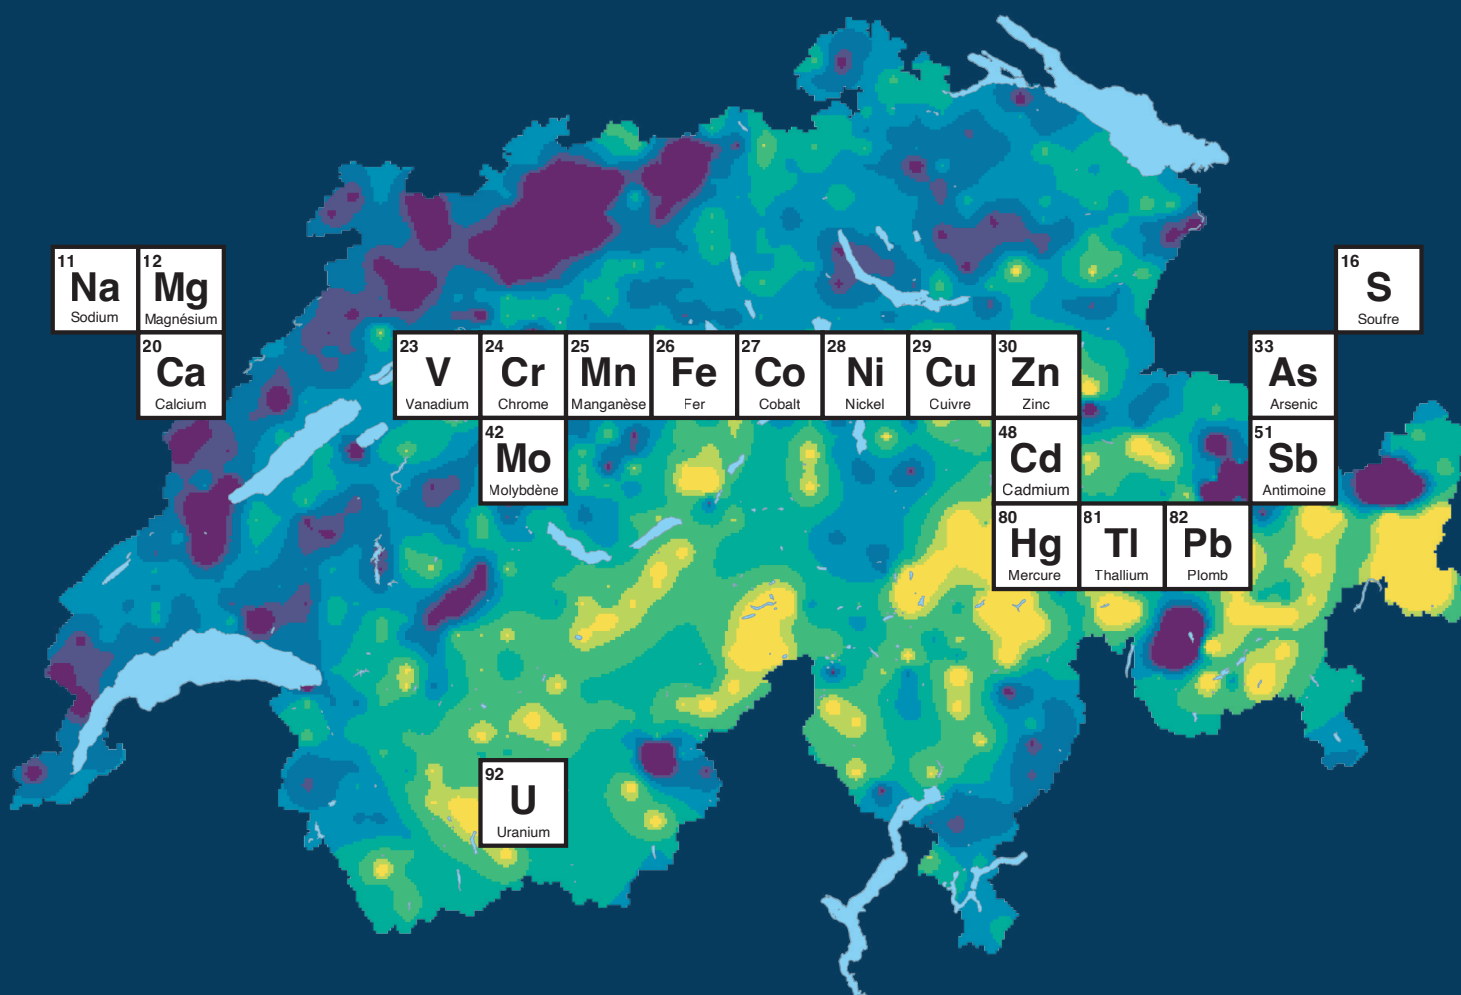 11
Na
Sodium
12
Mg
Magnésium
16
S
Soufre
20
Ca
Calcium
23
V
Vanadium
24
Cr
Chrome
25
Mn
Manganèse
26
Fe
Fer
27
Co
Cobalt
28
Ni
Nickel
29
Cu
Cuivre
30
Zn
Zinc
33
As
Arsenic
42
Mo
Molybdène
48
Cd
Cadmium
51
Sb
Antimoine
80
Hg
Mercure
81
Tl
Thallium
82
Pb
Plomb
92
U
Uranium